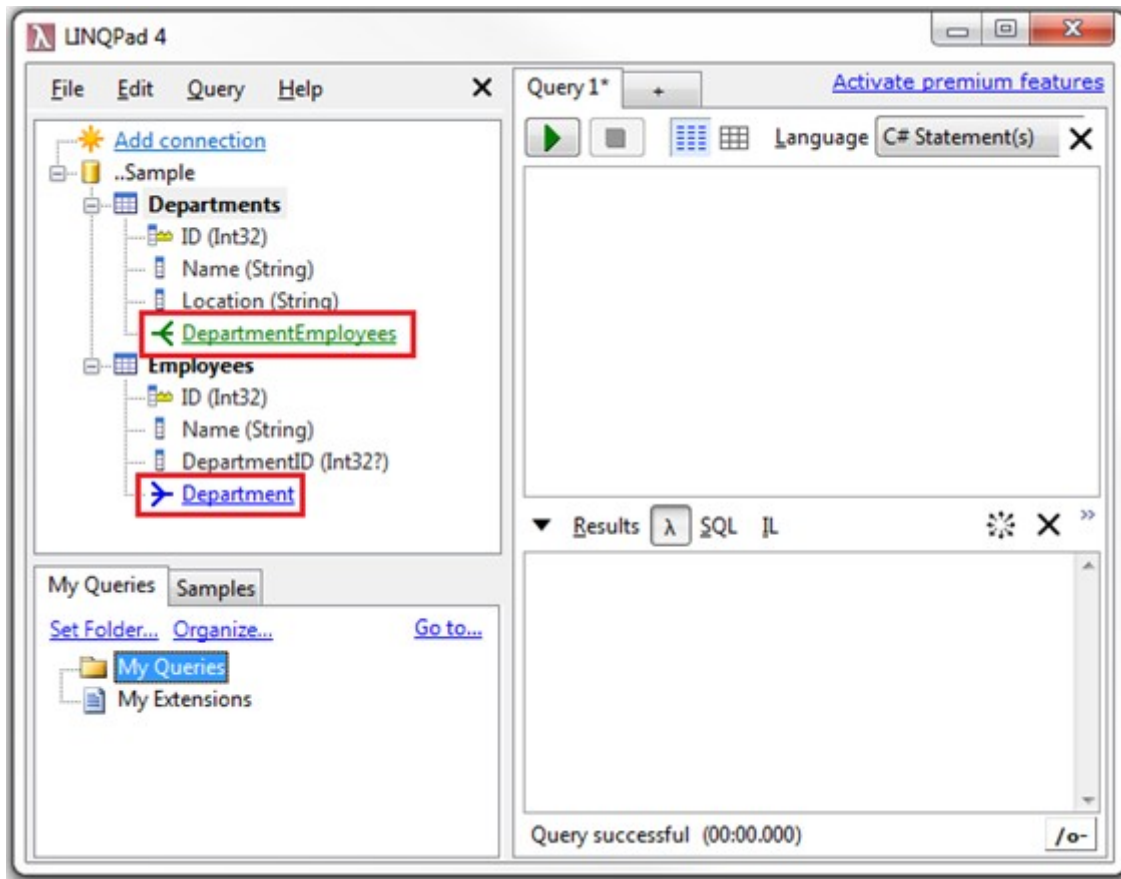 LINQPad 4
File Edit Query Help
Add connection
..Sample
Departments
ID (Int32)
Name (String)
Location (String)
DepartmentEmployees
Employees
ID (Int32)
Name (String)
DepartmentID (Int32?)
Department
My Queries Samples
Set Folder... Organize... Go to...
My Queries
My Extensions
Query 1* + Activate premium features
Language C# Statement(s)
Results λ SQL IL
Query successful (00:00.000) /o-